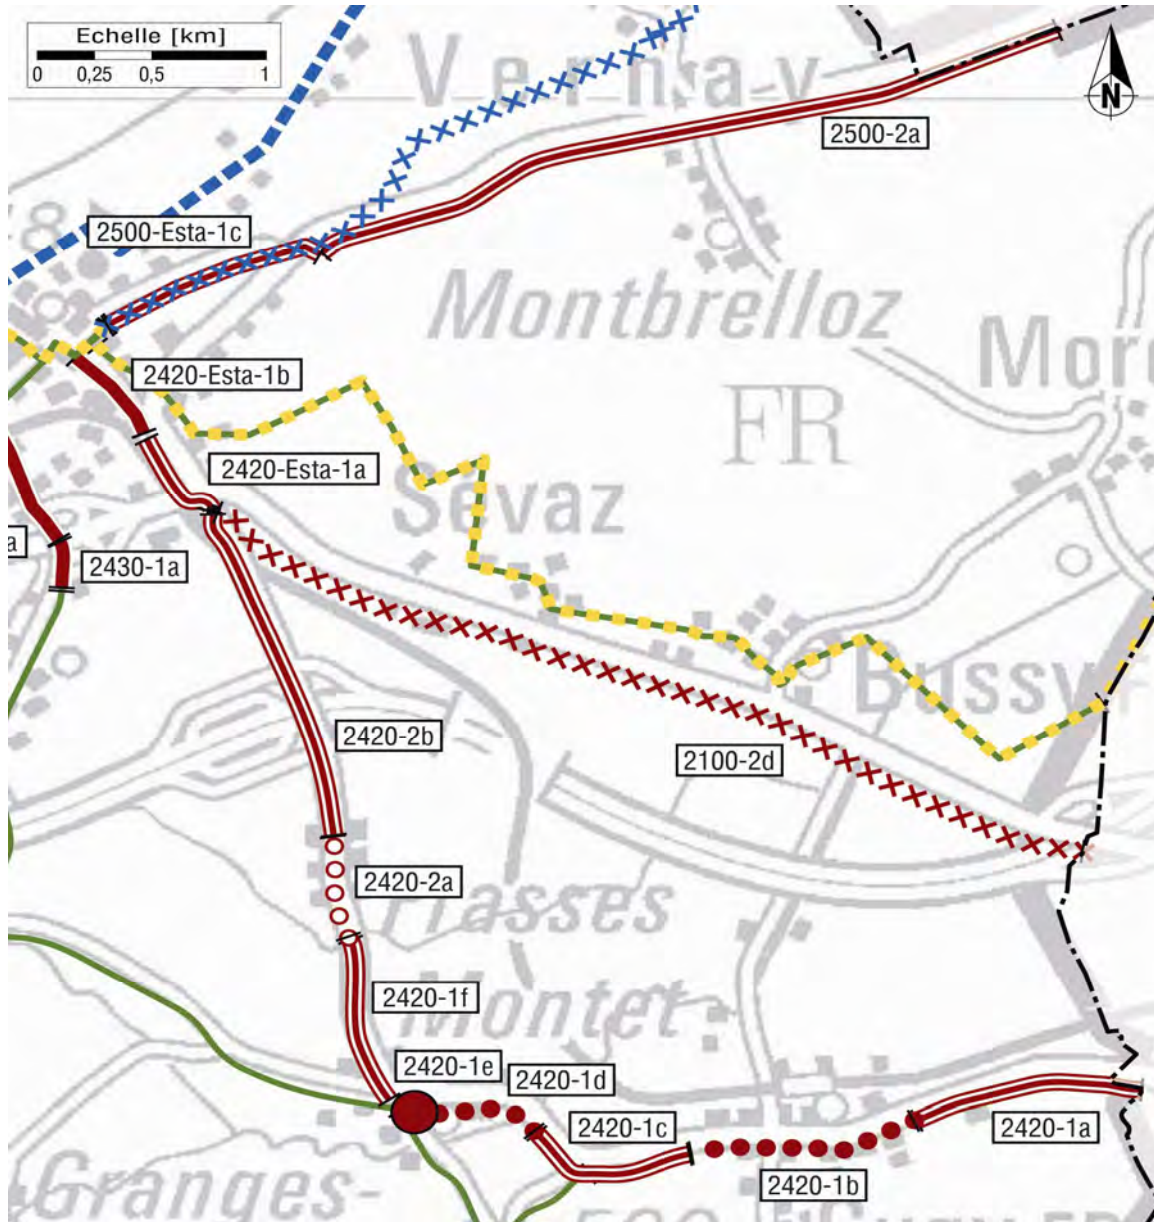 Echelle [km]
0 0,25 0,5 1
Vernay
N
2500-2a
8
2500-Esta-1c
Montbrelloz
2420-Esta-1b
FR
2420-Esta-1a
Sévaz
a
2430-1a
Bussy
2420-2b
2100-2d
2420-2a
2420-1f
Montet
2420-1e
2420-1d
2420-1c
2420-1a
2420-1b
Granges-